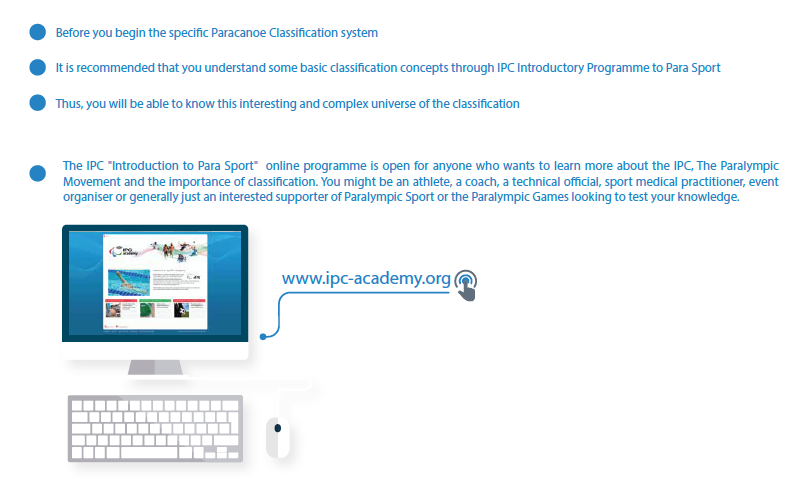 Before you begin the specific Paracanoe Classification system
It is recommended that you understand some basic classification concepts through IPC Introductory Programme to Para Sport
Thus, you will be able to know this interesting and complex universe of the classification
The IPC "Introduction to Para Sport"  online programme is open for anyone who wants to learn more about the IPC, The Paralympic
Movement and the importance of classification. You might be an athlete, a coach, a technical official, sport medical practitioner, event
organiser or generally just an interested supporter of Paralympic Sport or the Paralympic Games looking to test your knowledge.
www.ipc-academy.org